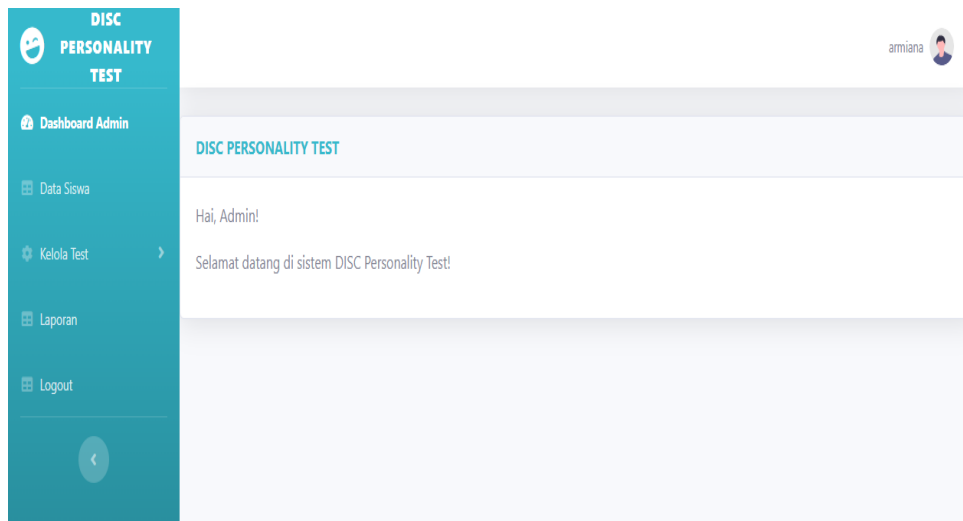 DISC
PERSONALITY
TEST
armiana
Dashboard Admin
DISC PERSONALITY TEST
Data Siswa
Hai, Admin!
Kelola Test
Selamat datang di sistem DISC Personality Test!
Laporan
Logout